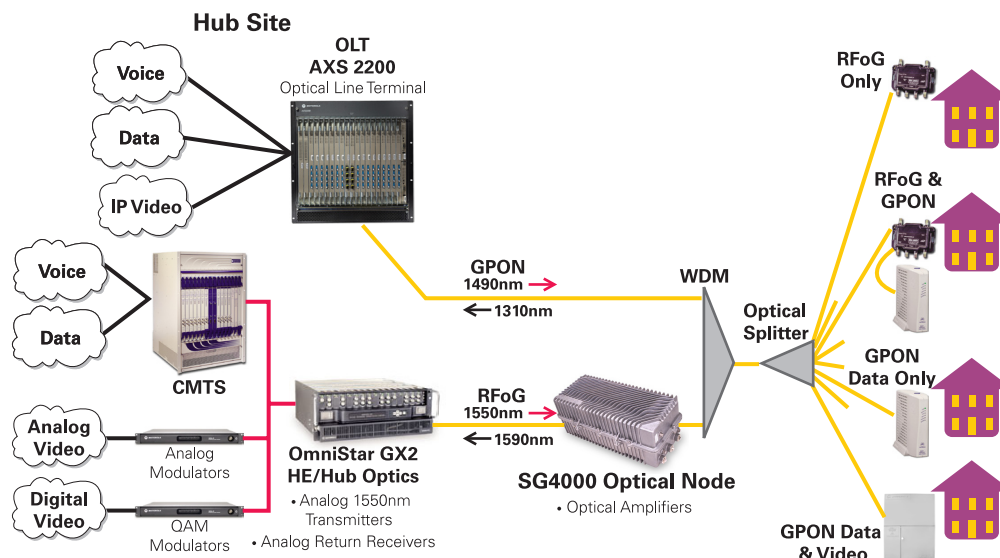 Hub Site
OLT
AXS 2200
Optical Line Terminal
Voice
Data
IP Video
Voice
Data
CMTS
Analog
Video
Analog
Modulators
Digital
Video
QAM
Modulators
OmniStar GX2
HE/Hub Optics
• Analog 1550nm
Transmitters
• Analog Return Receivers
GPON
1490nm
1310nm
RFoG
1550nm
1590nm
SG4000 Optical Node
• Optical Amplifiers
WDM
Optical
Splitter
RFoG
Only
RFoG &
GPON
GPON
Data Only
GPON Data
& Video